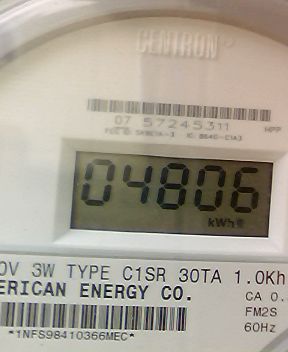 CENTRON
07 57245311 HPP
04806
kWh
0V 3W TYPE C1SR 30TA 1.0Kh
ERICAN ENERGY CO. CA 0.
FM2S
60Hz
*1NFS98410366MEC*